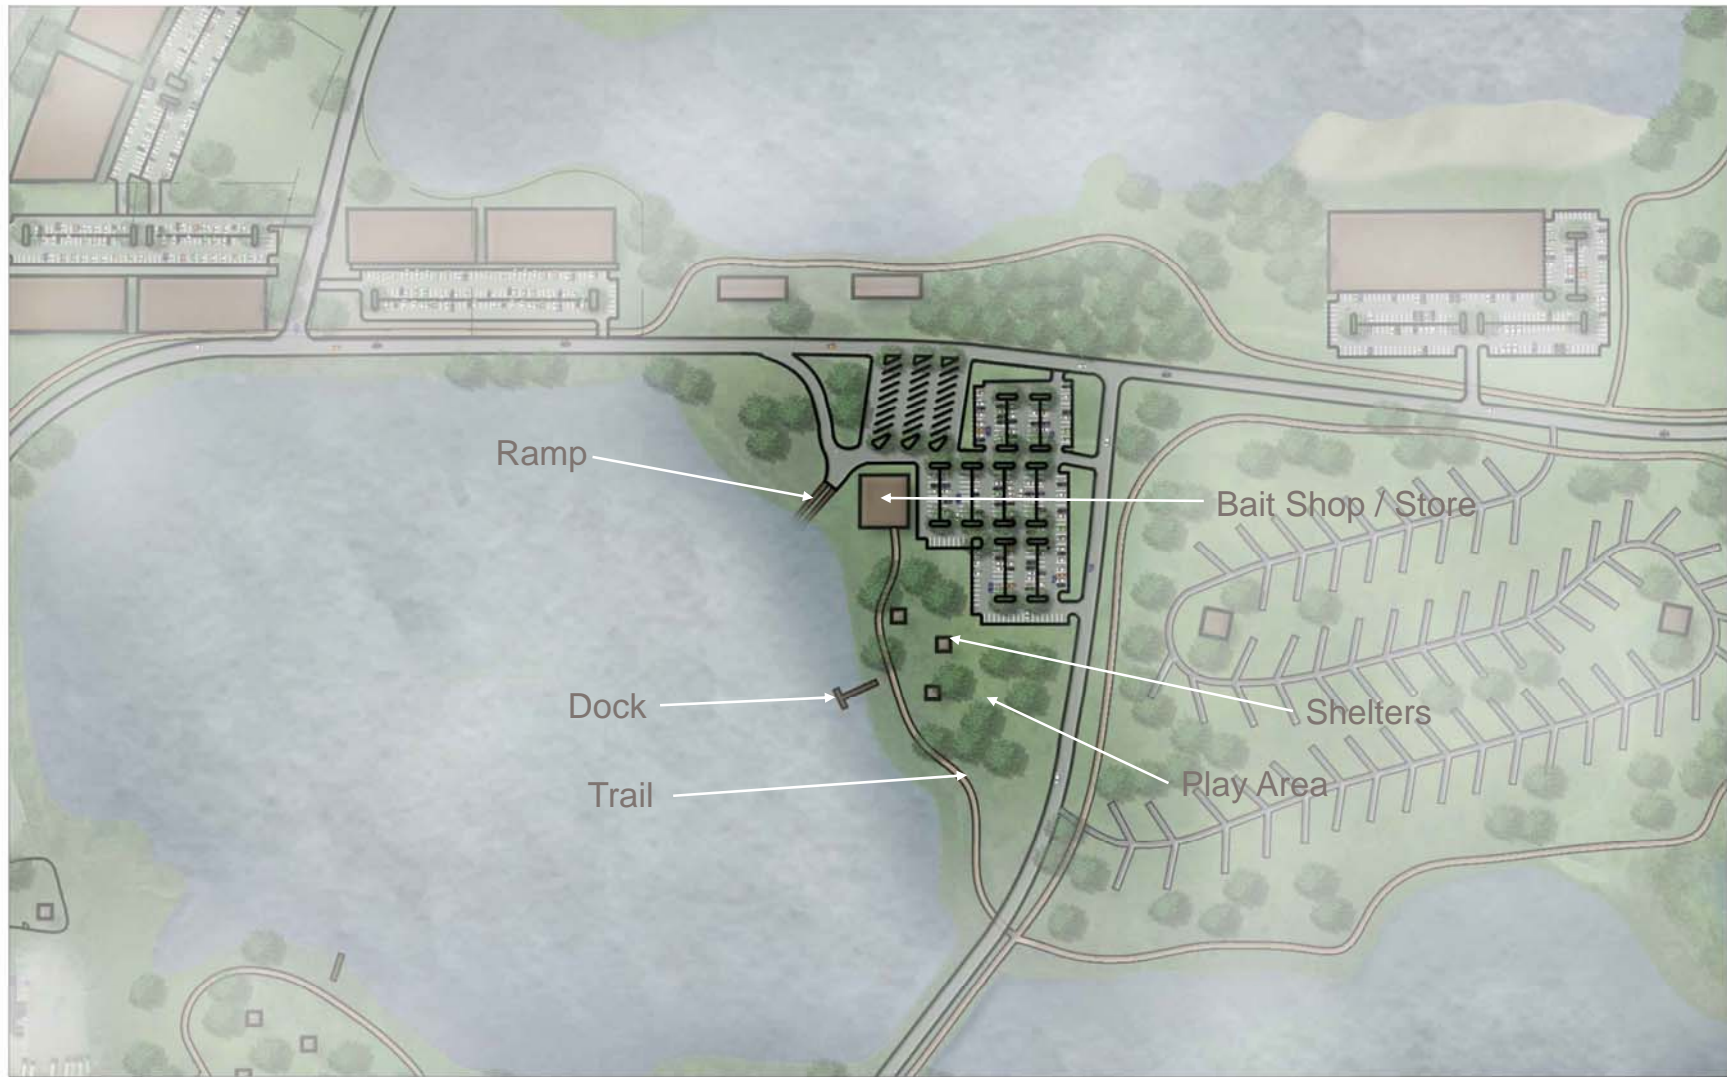 Ramp
Bait Shop / Store
Dock
Shelters
Trail
Play Area